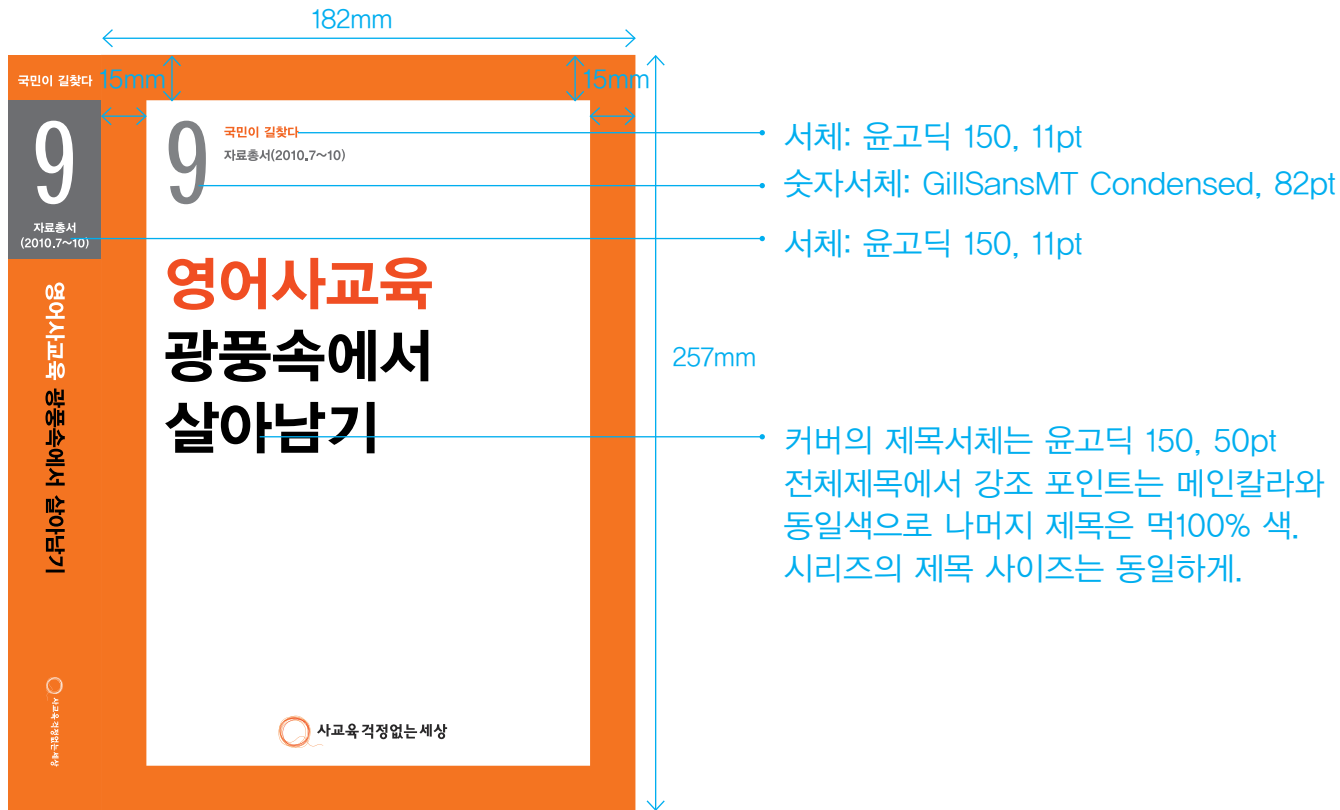 182mm
국민이 길찾다
15mm
15mm
9
자료총서
(2010.7~10)
영어사교육 광풍속에서 살아남기
사교육걱정없는세상
9
국민이 길찾다
자료총서(2010.7~10)
영어사교육
광풍속에서
살아남기
사교육걱정없는세상
257mm
서체: 윤고딕 150, 11pt
숫자서체: GillSansMT Condensed, 82pt
서체: 윤고딕 150, 11pt
커버의 제목서체는 윤고딕 150, 50pt
전체제목에서 강조 포인트는 메인칼라와
동일색으로 나머지 제목은 먹100% 색.
시리즈의 제목 사이즈는 동일하게.